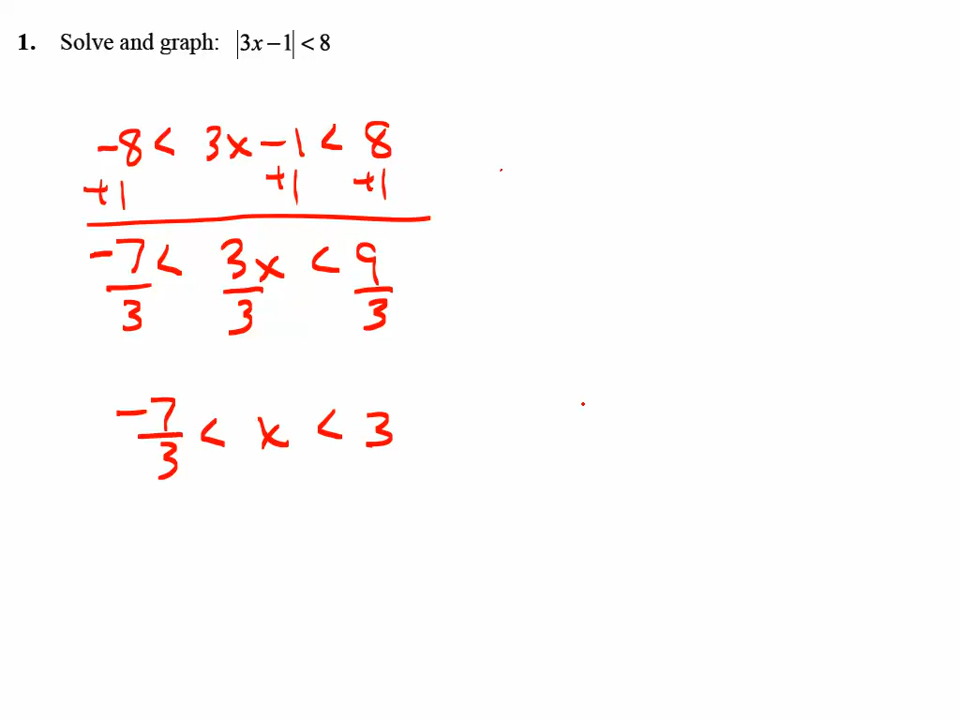 1. Solve and graph: |3x−1| < 8
-8 < 3x - 1 < 8
+1 +1 +1
-7/3 < 3x/3 < 9/3
-7/3 < x < 3